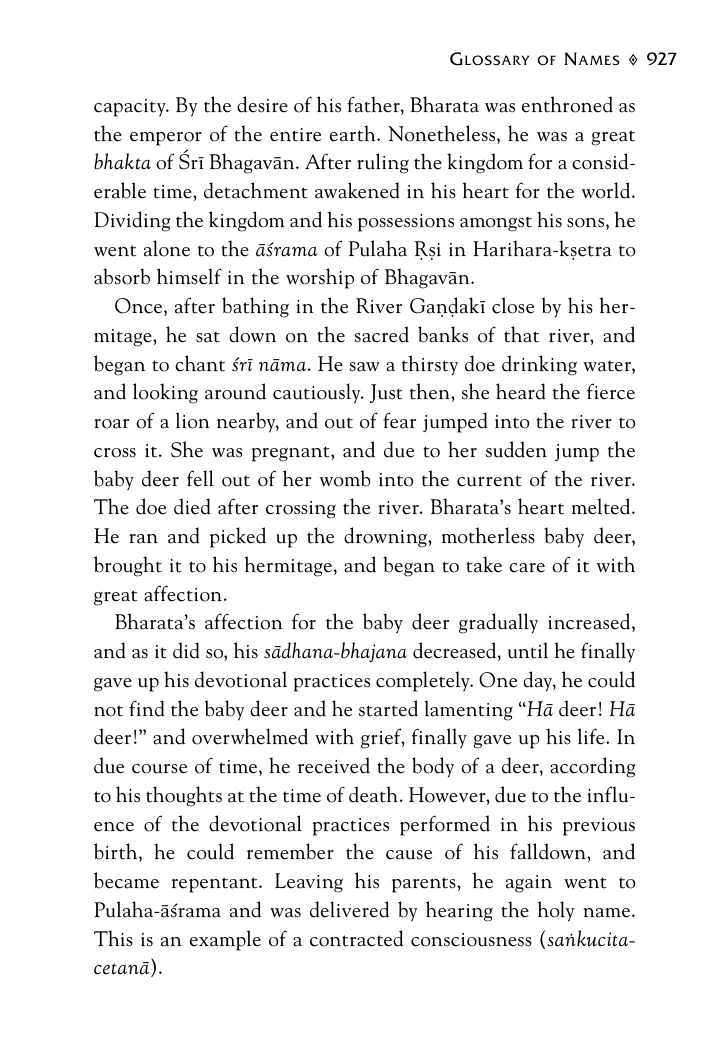 GLOSSARY OF NAMES ◈ 927
capacity. By the desire of his father, Bharata was enthroned as
the emperor of the entire earth. Nonetheless, he was a great
bhakta of Śrī Bhagavān. After ruling the kingdom for a consid-
erable time, detachment awakened in his heart for the world.
Dividing the kingdom and his possessions amongst his sons, he
went alone to the āśrama of Pulaha Ṛṣi in Harihara-kṣetra to
absorb himself in the worship of Bhagavān.
Once, after bathing in the River Gaṇḍakī close by his her-
mitage, he sat down on the sacred banks of that river, and
began to chant śrī nāma. He saw a thirsty doe drinking water,
and looking around cautiously. Just then, she heard the fierce
roar of a lion nearby, and out of fear jumped into the river to
cross it. She was pregnant, and due to her sudden jump the
baby deer fell out of her womb into the current of the river.
The doe died after crossing the river. Bharata's heart melted.
He ran and picked up the drowning, motherless baby deer,
brought it to his hermitage, and began to take care of it with
great affection.
Bharata's affection for the baby deer gradually increased,
and as it did so, his sādhana-bhajana decreased, until he finally
gave up his devotional practices completely. One day, he could
not find the baby deer and he started lamenting “Hā deer! Hā
deer!” and overwhelmed with grief, finally gave up his life. In
due course of time, he received the body of a deer, according
to his thoughts at the time of death. However, due to the influ-
ence of the devotional practices performed in his previous
birth, he could remember the cause of his falldown, and
became repentant. Leaving his parents, he again went to
Pulaha-āśrama and was delivered by hearing the holy name.
This is an example of a contracted consciousness (saṅkucita-
cetanā).